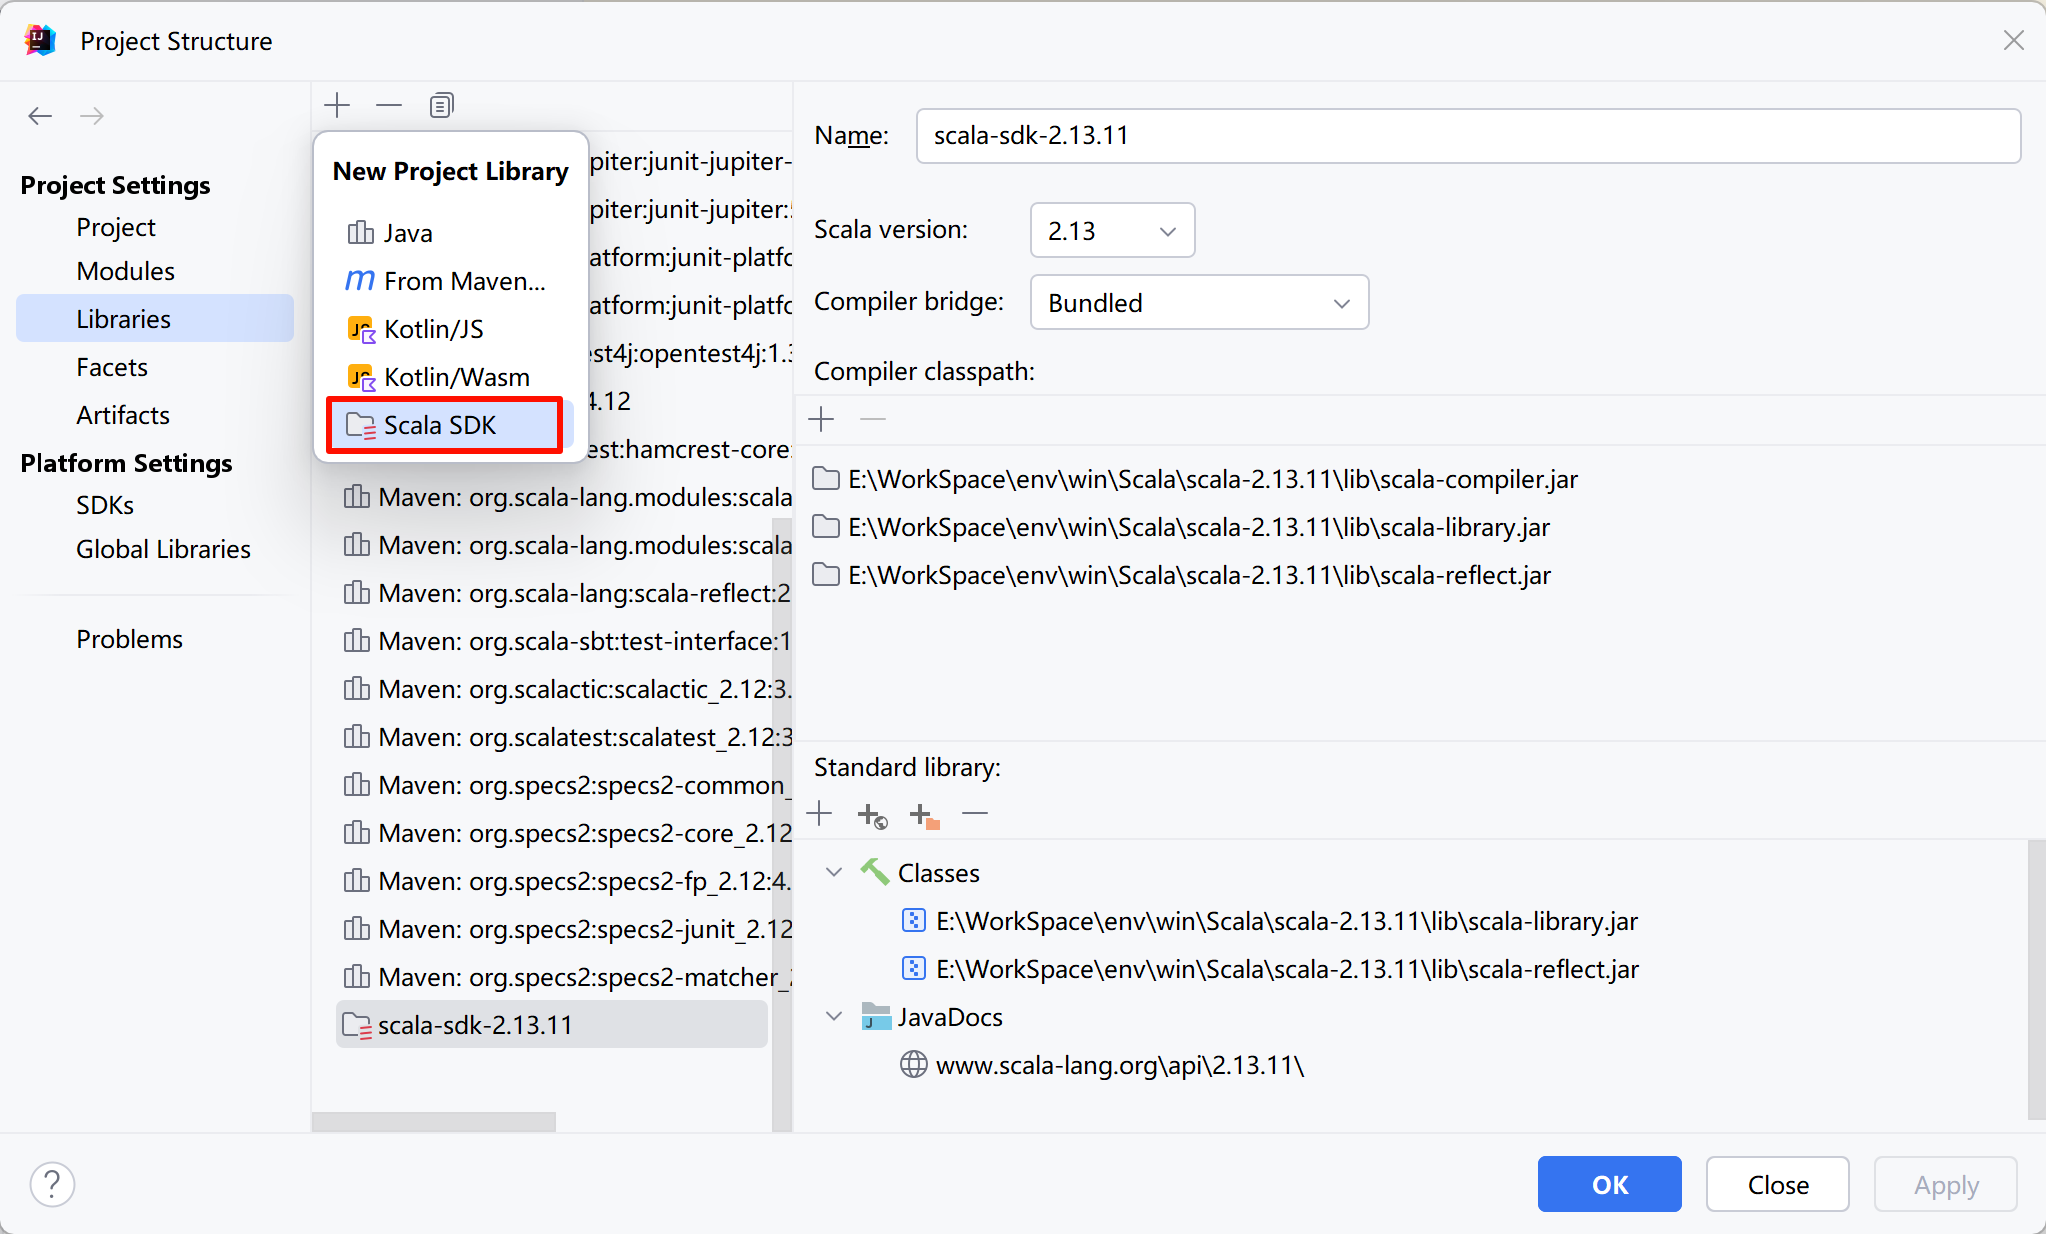 Project Structure
Project Settings
Project
Modules
Libraries
Facets
Artifacts
Platform Settings
SDKs
Global Libraries
Problems
New Project Library
Java
From Maven...
Kotlin/JS
Kotlin/Wasm
Scala SDK
piter:junit-jupiter-
piter:junit-jupiter:
atform:junit-platfo
atform:junit-platfo
est4j:opentest4j:1.3
4.12
est:hamcrest-core:
Maven: org.scala-lang.modules:scala
Maven: org.scala-lang.modules:scala
Maven: org.scala-lang:scala-reflect:2
Maven: org.scala-sbt:test-interface:1
Maven: org.scalactic:scalactic_2.12:3.
Maven: org.scalatest:scalatest_2.12:3
Maven: org.specs2:specs2-common_
Maven: org.specs2:specs2-core_2.12
Maven: org.specs2:specs2-fp_2.12:4.
Maven: org.specs2:specs2-junit_2.12
Maven: org.specs2:specs2-matcher_2
scala-sdk-2.13.11
Name: scala-sdk-2.13.11
Scala version: 2.13
Compiler bridge: Bundled
Compiler classpath:
E:\WorkSpace\env\win\Scala\scala-2.13.11\lib\scala-compiler.jar
E:\WorkSpace\env\win\Scala\scala-2.13.11\lib\scala-library.jar
E:\WorkSpace\env\win\Scala\scala-2.13.11\lib\scala-reflect.jar
Standard library:
Classes
E:\WorkSpace\env\win\Scala\scala-2.13.11\lib\scala-library.jar
E:\WorkSpace\env\win\Scala\scala-2.13.11\lib\scala-reflect.jar
JavaDocs
www.scala-lang.org\api\2.13.11\
? OK Close Apply